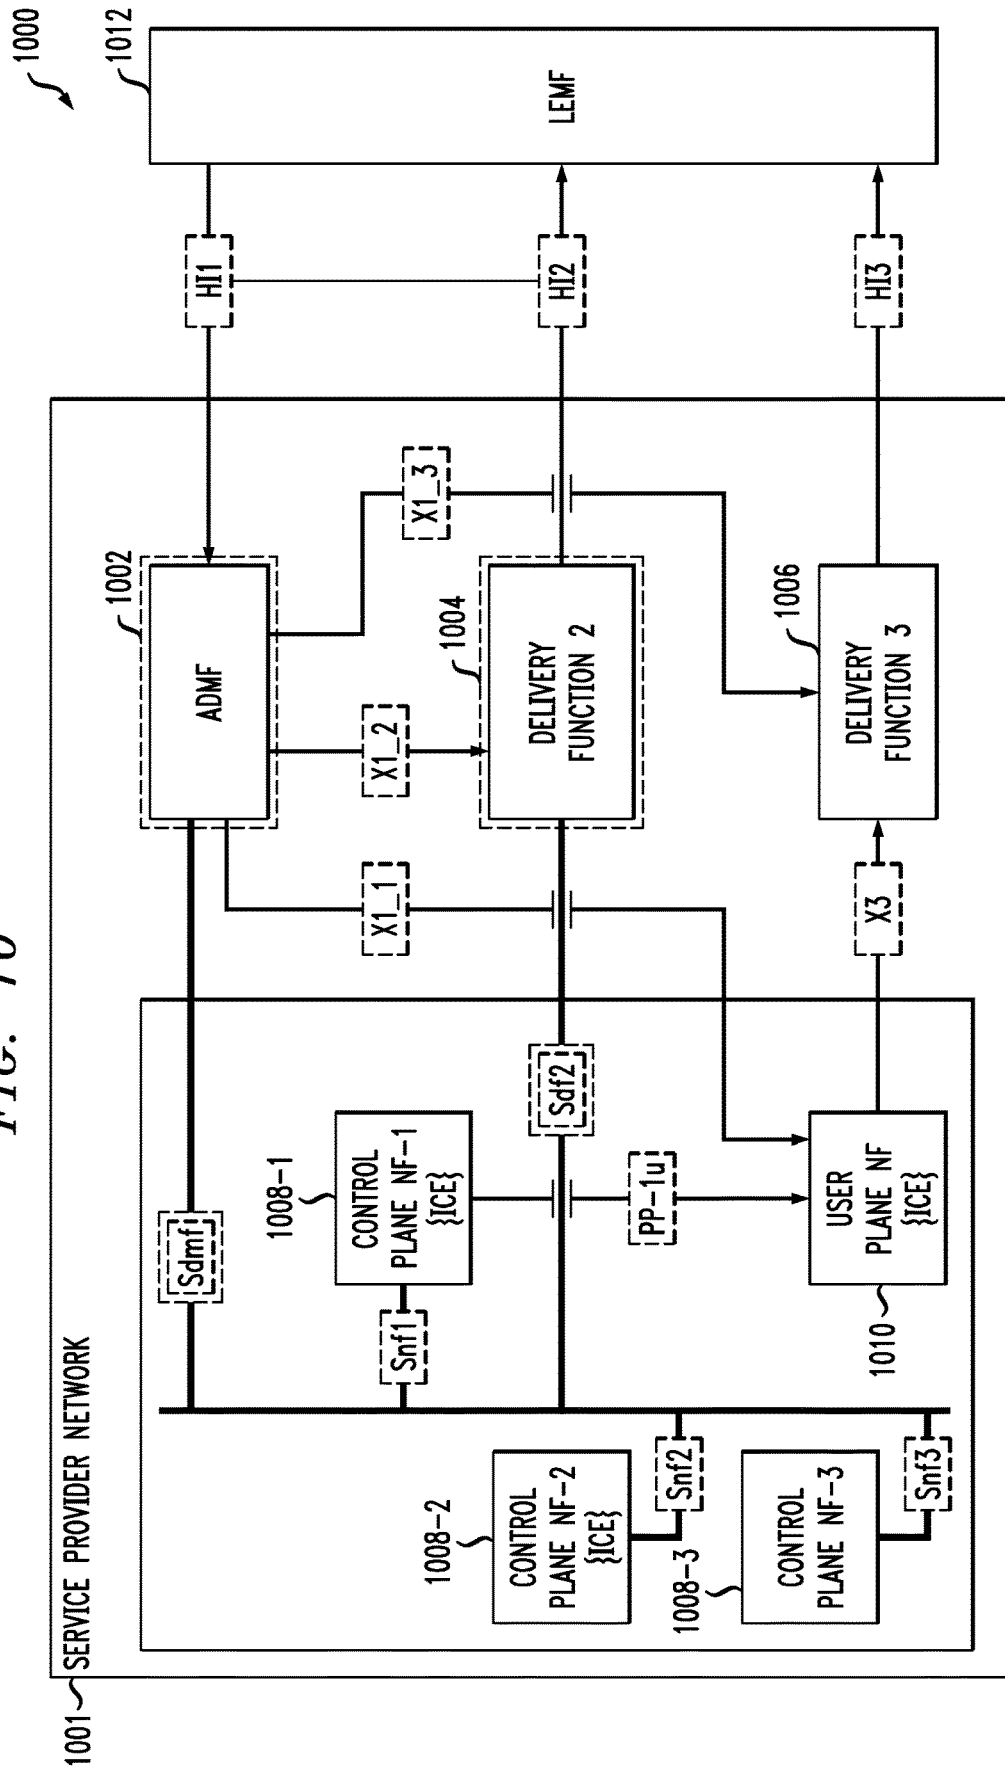 FIG. 10
1000
1001
SERVICE PROVIDER NETWORK
Sdmf
1002
ADMF
HI1
1012
LEMF
1008-1
CONTROL
PLANE NF-1
{ICE}
Snf1
X1_1
X1_2
X1_3
1008-2
CONTROL
PLANE NF-2
{ICE}
Snf2
Sdf2
1004
DELIVERY
FUNCTION 2
HI2
PP-1u
1008-3
CONTROL
PLANE NF-3
Snf3
1010
USER
PLANE NF
{ICE}
X3
1006
DELIVERY
FUNCTION 3
HI3